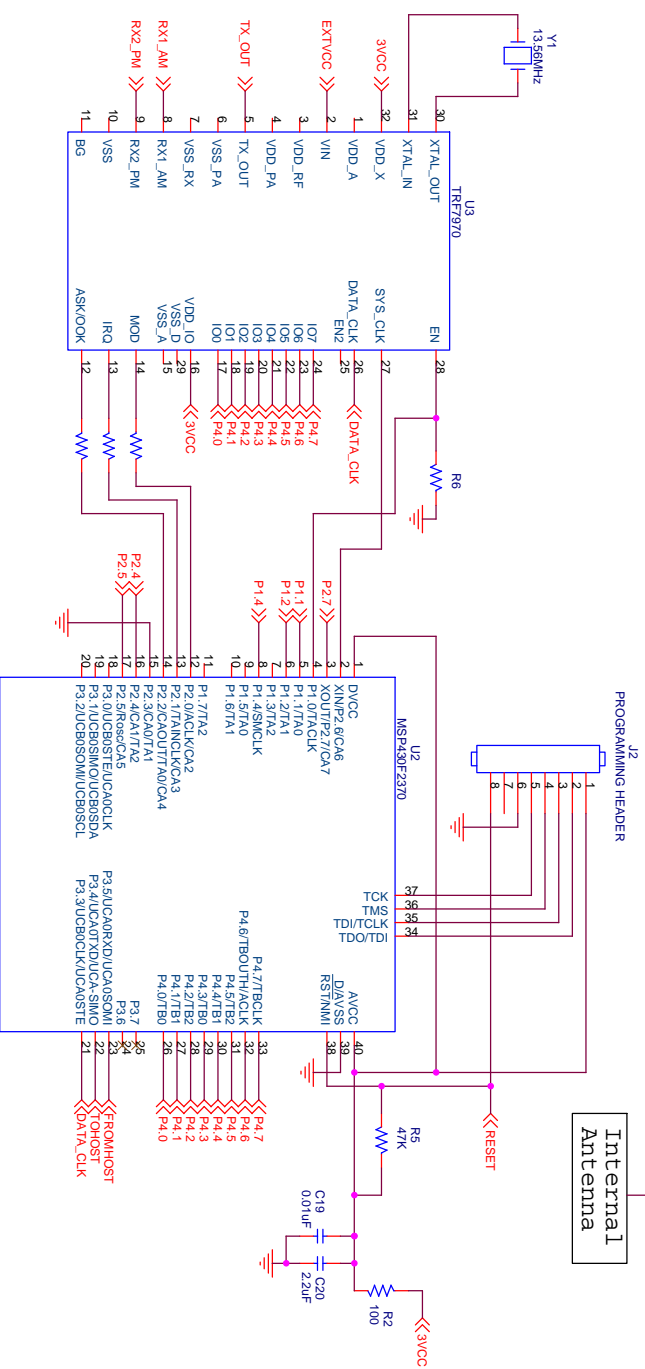 Y1
13.56MHz
3VCC
EXTVCC
TX_OUT
RX1_AM
RX2_PM
30
31
32
1
2
3
4
5
6
7
8
9
10
11
XTAL_OUT
XTAL_IN
VDD_X
VDD_A
VIN
VDD_RF
VDD_PA
TX_OUT
VSS_PA
VSS_RX
RX1_AM
RX2_PM
VSS
BG
U3
TRF7970
EN
SYS_CLK
DATA_CLK
EN2
IO7
IO6
IO5
IO4
IO3
IO2
IO1
IO0
VDD_IO
VSS_D
VSS_A
MOD
IRQ
ASK/OOK
28
27
26
25
24
23
22
21
20
19
18
17
16
29
15
14
13
12
DATA_CLK
P4.7
P4.6
P4.5
P4.4
P4.3
P4.2
P4.1
P4.0
3VCC
R6
P2.7
P1.1
P1.2
P1.4
P2.4
P2.5
1
2
3
4
5
6
7
8
9
10
11
12
13
14
15
16
17
18
19
20
DVCC
XIN/P2.6/CA6
XOUT/P2.7/CA7
P1.0/TACLK
P1.1/TA0
P1.2/TA1
P1.3/TA2
P1.4/SMCLK
P1.5/TA0
P1.6/TA1
P1.7/TA2
P2.0/ACLK/CA2
P2.1/TAINCLK/CA3
P2.2/CAOUT/TA0/CA4
P2.3/CA0/TA1
P2.4/CA1/TA2
P2.5/Rosc/CA5
P3.0/UCB0STE/UCA0CLK
P3.1/UCB0SIMO/UCB0SDA
P3.2/UCB0SOMI/UCB0SCL
U2
MSP430F2370
TCK
TMS
TDI/TCLK
TDO/TDI
37
36
35
34
AVCC
D/AVSS
RST/NMI
P4.7/TBCLK
P4.6/TBOUTH/ACLK
P4.5/TB2
P4.4/TB1
P4.3/TB0
P4.2/TB2
P4.1/TB1
P4.0/TB0
P3.7
P3.6
P3.5/UCA0RXD/UCA0SOMI
P3.4/UCA0TXD/UCA-SIMO
P3.3/UCB0CLK/UCA0STE
40
39
38
33
32
31
30
29
28
27
26
25
24
23
22
21
P4.7
P4.6
P4.5
P4.4
P4.3
P4.2
P4.1
P4.0
FROMHOST
TOHOST
DATA_CLK
J2
PROGRAMMING HEADER
1
2
3
4
5
6
7
8
RESET
R5
47K
C19
0.01uF
C20
2.2uF
R2
100
3VCC
Internal
Antenna